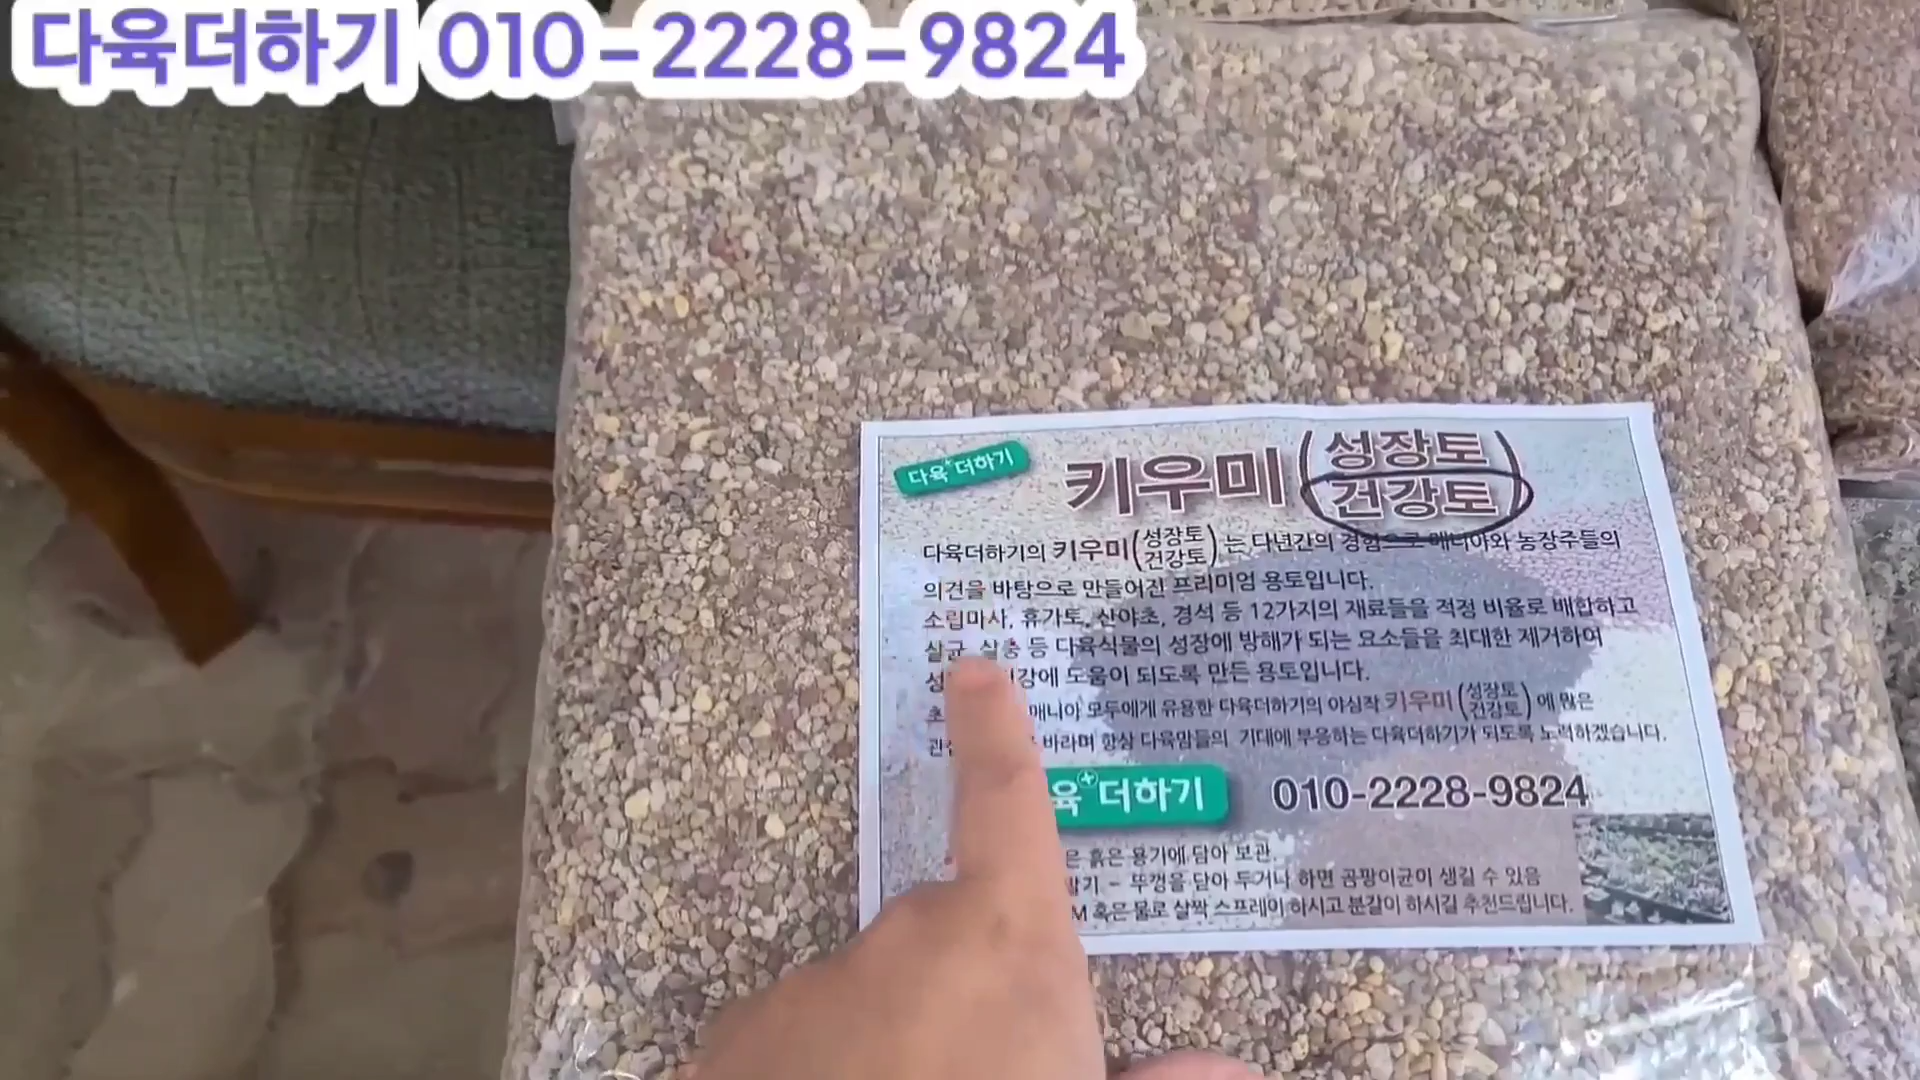 다육더하기 010-2228-9824
다육더하기 키우미(성장토 건강토)
다육더하기의 키우미(성장토 건강토)는 다년간의 경험으로 매니아와 농장주들의
의견을 바탕으로 만들어진 프리미엄 용토입니다.
소립마사, 휴가토, 산야초, 경석 등 12가지의 재료들을 적정 비율로 배합하고
살균, 살충 등 다육식물의 성장에 방해가 되는 요소들을 최대한 제거하여
도움이 되도록 만든 용토입니다.
매니아 모두에게 유용한 다육더하기의 야심작 키우미(성장토 건강토)에 많은
바라며 항상 다육맘들의 기대에 부응하는 다육더하기가 되도록 노력하겠습니다.
육더하기 010-2228-9824
은 흙은 용기에 담아 보관.
- 뚜껑을 닫아 두거나 하면 곰팡이균이 생길 수 있음
M 혹은 물로 살짝 스프레이 하시고 분갈이 하시길 추천드립니다.